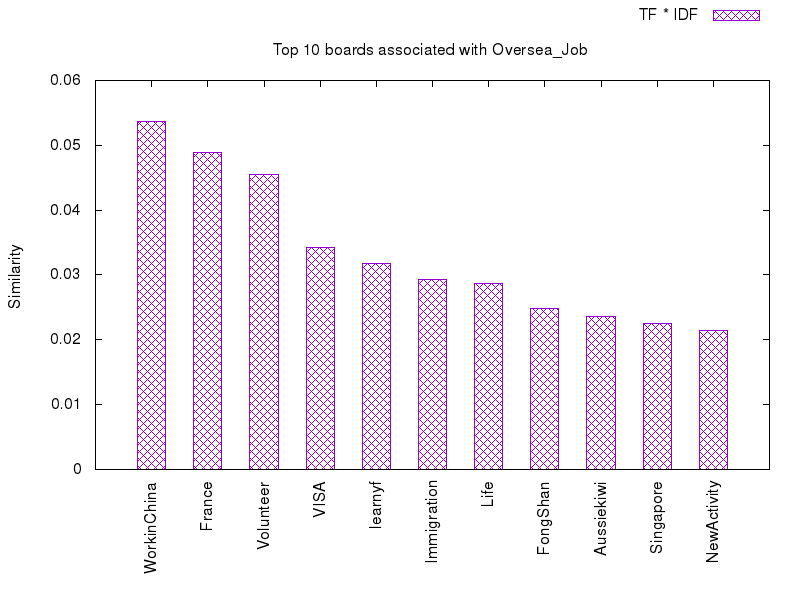 TF * IDF
Top 10 boards associated with Oversea_Job
0.06
0.05
0.04
0.03
0.02
0.01
0
Similarity
WorkinChina
France
Volunteer
VISA
learnyf
Immigration
Life
FongShan
Aussiekiwi
Singapore
NewActivity